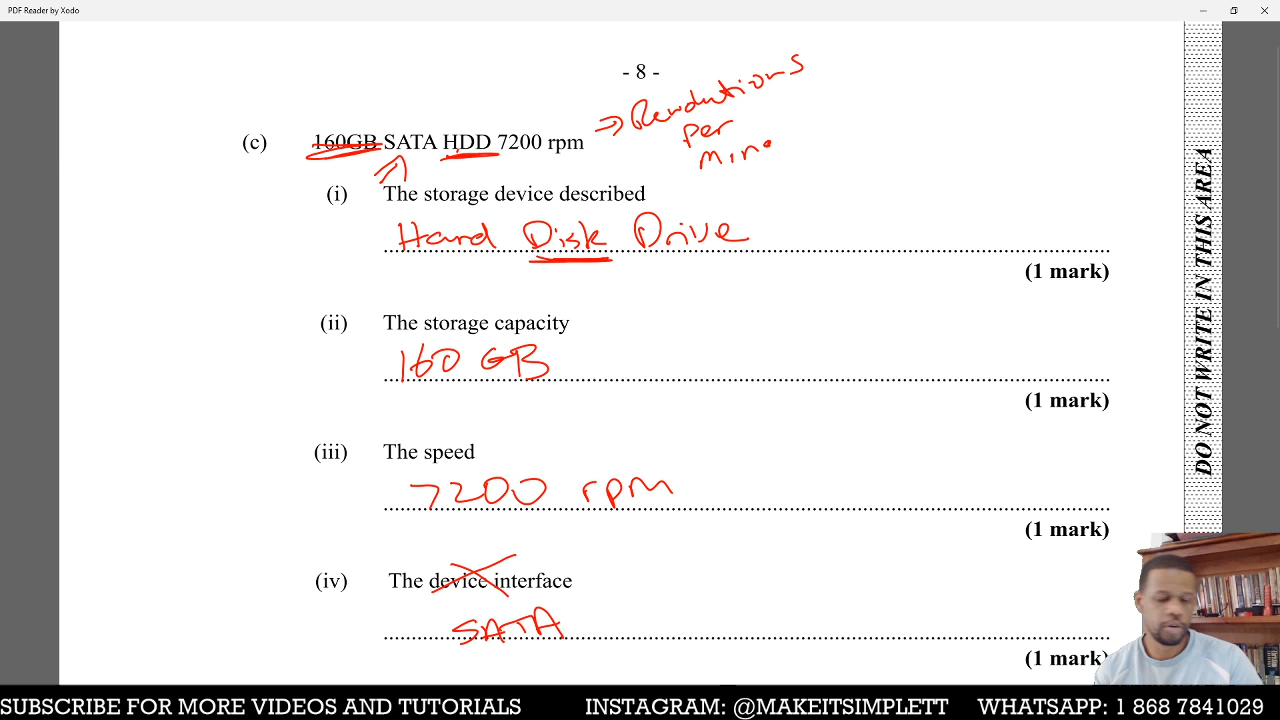 PDF Reader by Xodo
- 8 -
(c) 160GB SATA HDD 7200 rpm
⇒ Revolutions
per
min.
(i) The storage device described
Hard Disk Drive
(1 mark)
(ii) The storage capacity
160 GB
(1 mark)
(iii) The speed
7200 rpm
(1 mark)
(iv) The device interface
SATA
(1 mark)
DO NOT WRITE IN THIS AREA
SUBSCRIBE FOR MORE VIDEOS AND TUTORIALS INSTAGRAM: @MAKEITSIMPLETT WHATSAPP: 1 868 7841029